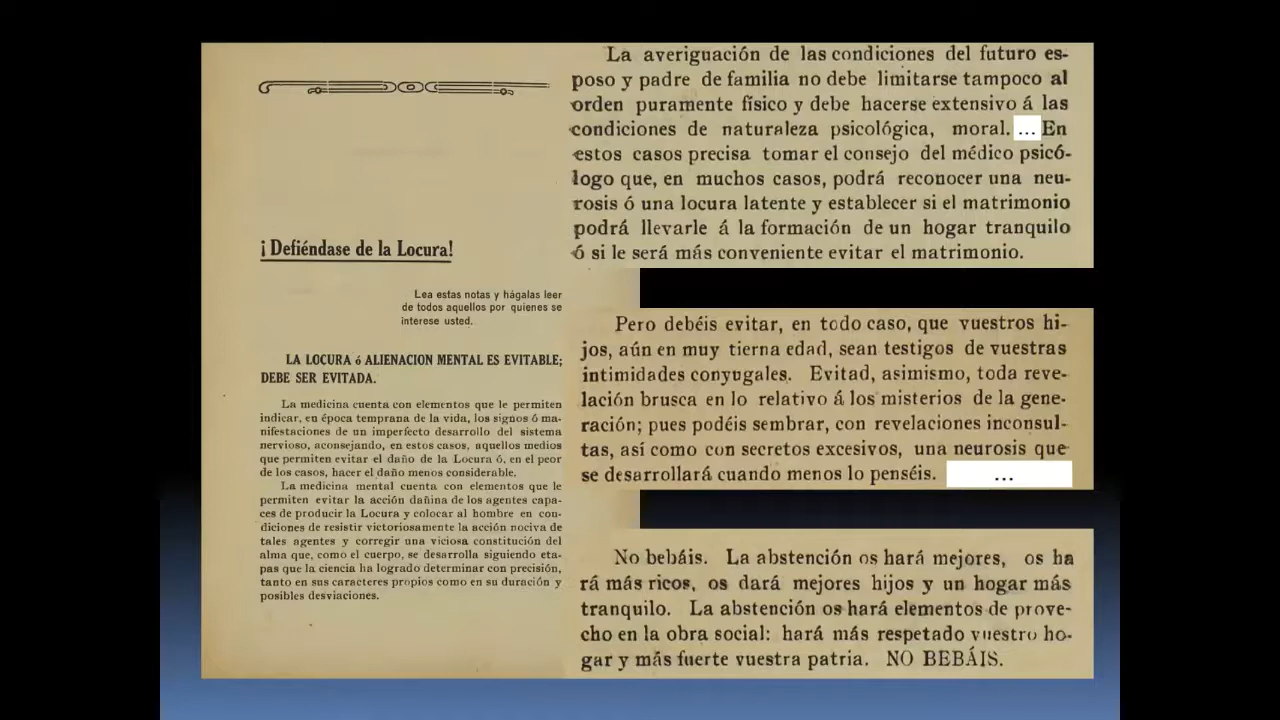 ¡Defiéndase de la Locura!
Lea estas notas y hágalas leer
de todos aquellos por quienes se
interese usted.
LA LOCURA ó ALIENACION MENTAL ES EVITABLE;
DEBE SER EVITADA.
La medicina cuenta con elementos que le permiten
indicar, en época temprana de la vida, los signos ó ma-
nifestaciones de un imperfecto desarrollo del sistema
nervioso, aconsejando, en estos casos, aquellos medios
que permiten evitar el daño de la Locura ó, en el peor
de los casos, hacer el daño menos considerable.
La medicina mental cuenta con elementos que le
permiten evitar la acción dañina de los agentes capa-
ces de producir la Locura y colocar al hombre en con-
diciones de resistir victoriosamente la acción nociva de
tales agentes y corregir una viciosa constitución del
alma que, como el cuerpo, se desarrolla siguiendo eta-
pas que la ciencia ha logrado determinar con precisión,
tanto en sus caracteres propios como en su duración y
posibles desviaciones.
La averiguación de las condiciones del futuro es-
poso y padre de familia no debe limitarse tampoco al
orden puramente físico y debe hacerse extensivo á las
condiciones de naturaleza psicológica, moral. ... En
estos casos precisa tomar el consejo del médico psicó-
logo que, en muchos casos, podrá reconocer una neu-
rosis ó una locura latente y establecer si el matrimonio
podrá llevarle á la formación de un hogar tranquilo
ó si le será más conveniente evitar el matrimonio.
Pero debéis evitar, en todo caso, que vuestros hi-
jos, aún en muy tierna edad, sean testigos de vuestras
intimidades conyugales. Evitad, asimismo, toda reve-
lación brusca en lo relativo á los misterios de la gene-
ración; pues podéis sembrar, con revelaciones inconsul-
tas, así como con secretos excesivos, una neurosis que
se desarrollará cuando menos lo penséis. ...
No bebáis. La abstención os hará mejores, os ha
rá más ricos, os dará mejores hijos y un hogar más
tranquilo. La abstención os hará elementos de prove-
cho en la obra social: hará más respetado vuestro ho-
gar y más fuerte vuestra patria. NO BEBÁIS.